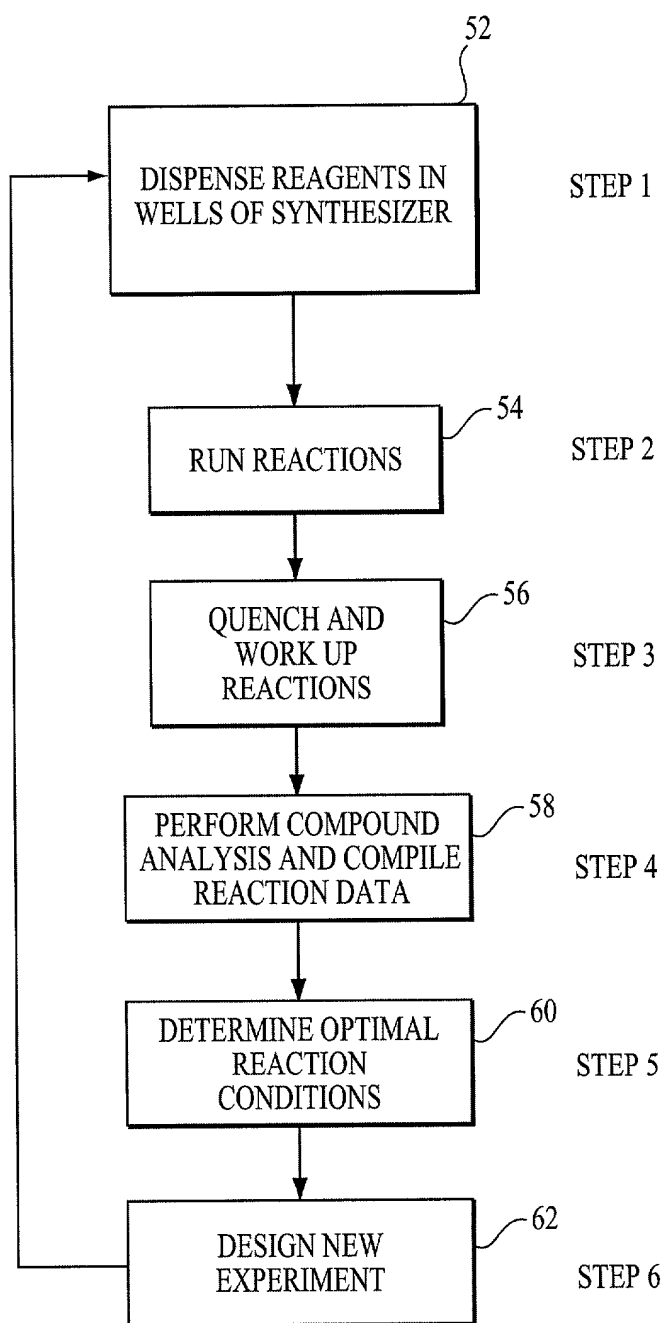 52
DISPENSE REAGENTS IN
WELLS OF SYNTHESIZER
STEP 1
54
RUN REACTIONS
STEP 2
56
QUENCH AND
WORK UP
REACTIONS
STEP 3
58
PERFORM COMPOUND
ANALYSIS AND COMPILE
REACTION DATA
STEP 4
60
DETERMINE OPTIMAL
REACTION
CONDITIONS
STEP 5
62
DESIGN NEW
EXPERIMENT
STEP 6